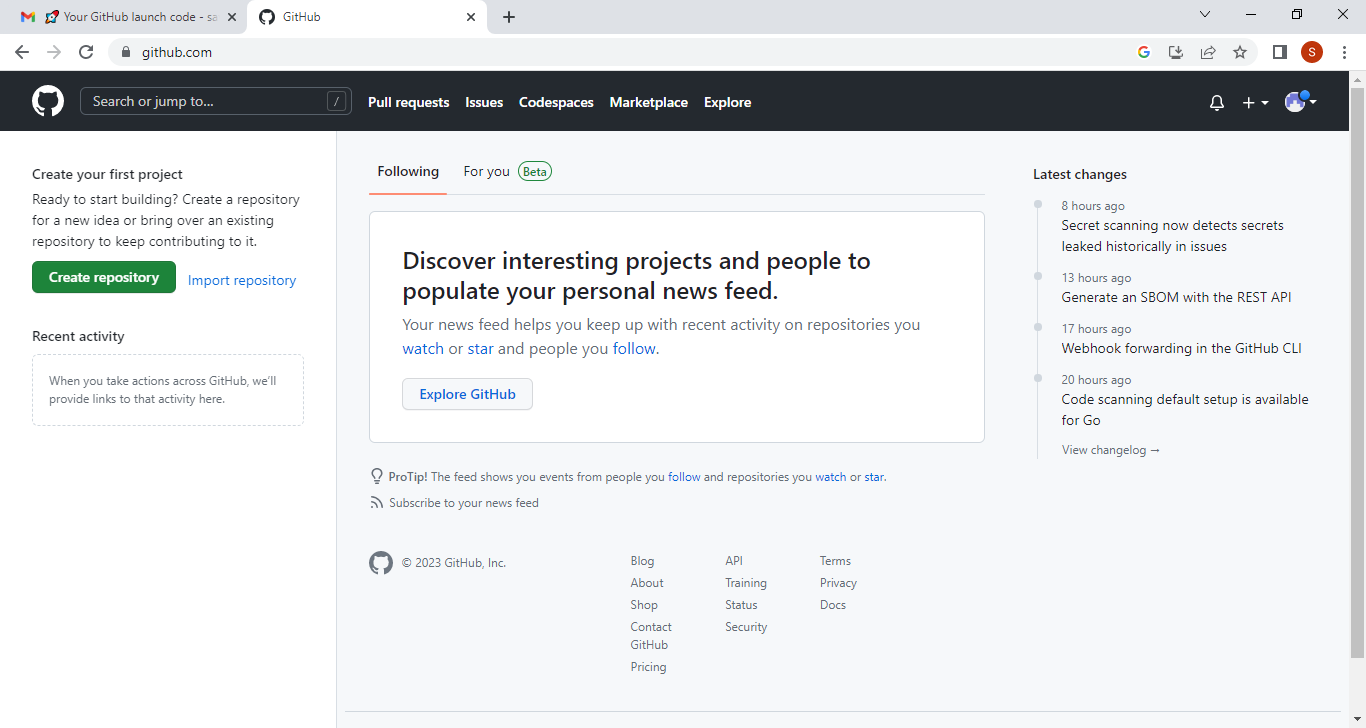 Your GitHub launch code - sa
GitHub
github.com
S
Search or jump to...
/
Pull requests
Issues
Codespaces
Marketplace
Explore
Create your first project
Ready to start building? Create a repository
for a new idea or bring over an existing
repository to keep contributing to it.
Create repository
Import repository
Recent activity
When you take actions across GitHub, we'll
provide links to that activity here.
Following
For you
Beta
Discover interesting projects and people to
populate your personal news feed.
Your news feed helps you keep up with recent activity on repositories you
watch or star and people you follow.
Explore GitHub
ProTip! The feed shows you events from people you follow and repositories you watch or star.
Subscribe to your news feed
Latest changes
8 hours ago
Secret scanning now detects secrets
leaked historically in issues
13 hours ago
Generate an SBOM with the REST API
17 hours ago
Webhook forwarding in the GitHub CLI
20 hours ago
Code scanning default setup is available
for Go
View changelog →
© 2023 GitHub, Inc.
Blog
About
Shop
Contact
GitHub
Pricing
API
Training
Status
Security
Terms
Privacy
Docs